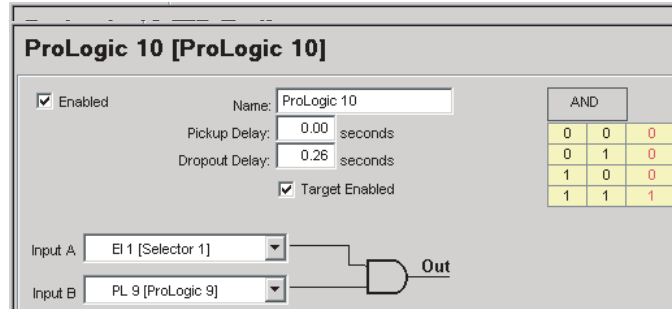 ProLogic 10 [ProLogic 10]
Enabled
Name: ProLogic 10
Pickup Delay: 0.00 seconds
Dropout Delay: 0.26 seconds
Target Enabled
AND
0 0 0
0 1 0
1 0 0
1 1 1
Input A EI 1 [Selector 1]
Out
Input B PL 9 [ProLogic 9]